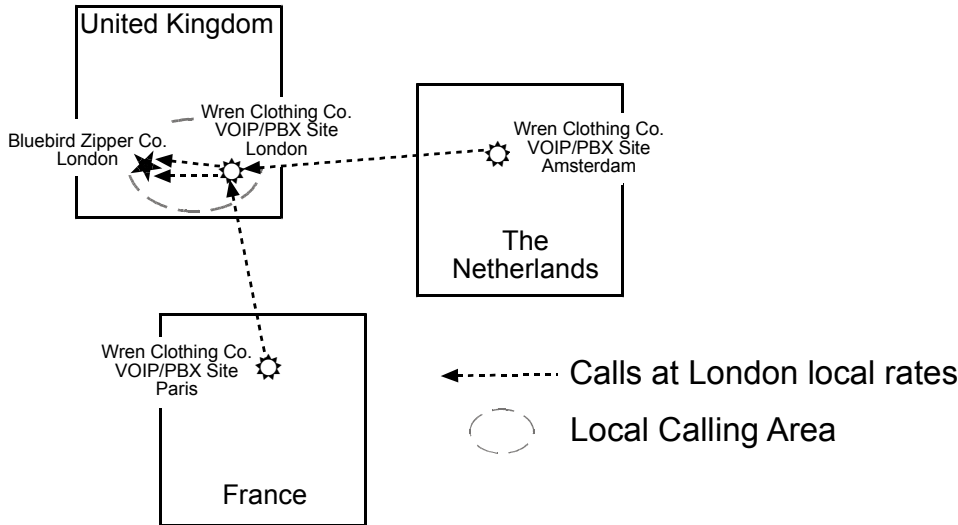 United Kingdom
Wren Clothing Co.
VOIP/PBX Site
London
Bluebird Zipper Co.
London
Wren Clothing Co.
VOIP/PBX Site
Amsterdam
The
Netherlands
Wren Clothing Co.
VOIP/PBX Site
Paris
France
Calls at London local rates
Local Calling Area